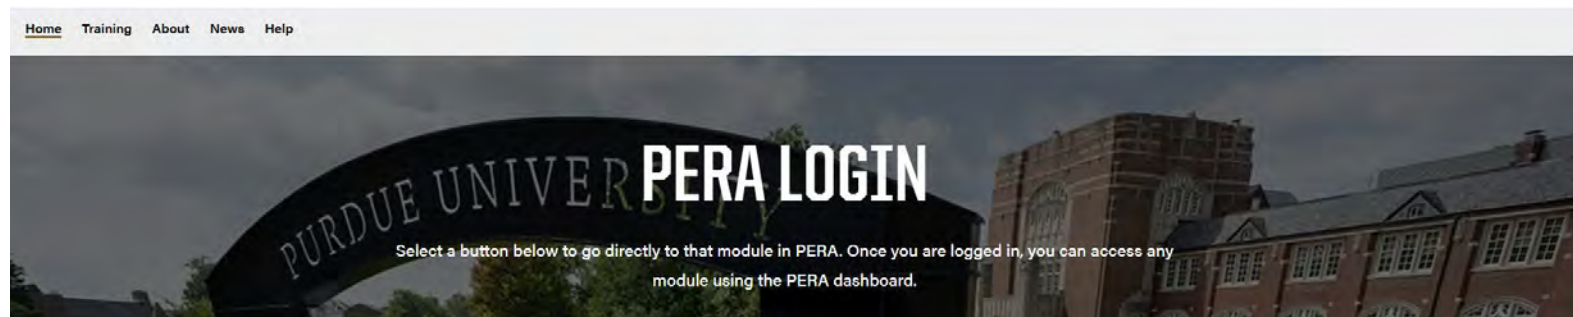 Home Training About News Help
PURDUE UNIVERSITY
PERA LOGIN
Select a button below to go directly to that module in PERA. Once you are logged in, you can access any
module using the PERA dashboard.